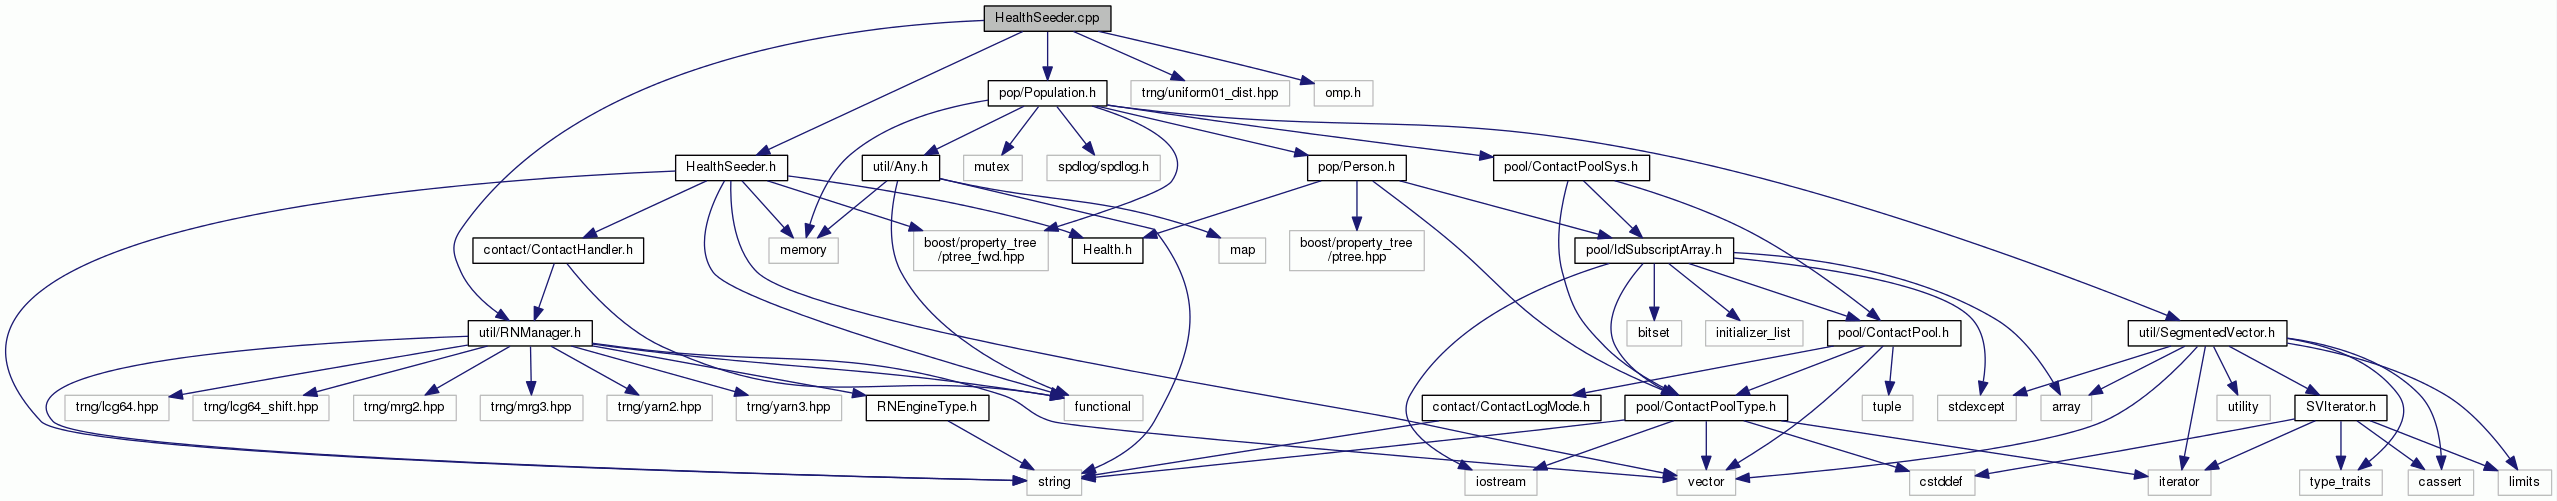 HealthSeeder.cpp
pop/Population.h
trng/uniform01_dist.hpp
omp.h
HealthSeeder.h
util/Any.h
mutex
spdlog/spdlog.h
pop/Person.h
pool/ContactPoolSys.h
contact/ContactHandler.h
memory
boost/property_tree
/ptree_fwd.hpp
Health.h
map
boost/property_tree
/ptree.hpp
pool/IdSubscriptArray.h
util/RNManager.h
bitset
initializer_list
pool/ContactPool.h
util/SegmentedVector.h
trng/lcg64.hpp
trng/lcg64_shift.hpp
trng/mrg2.hpp
trng/mrg3.hpp
trng/yarn2.hpp
trng/yarn3.hpp
RNEngineType.h
functional
contact/ContactLogMode.h
pool/ContactPoolType.h
tuple
stdexcept
array
utility
SVIterator.h
string
iostream
vector
cstddef
iterator
type_traits
cassert
limits